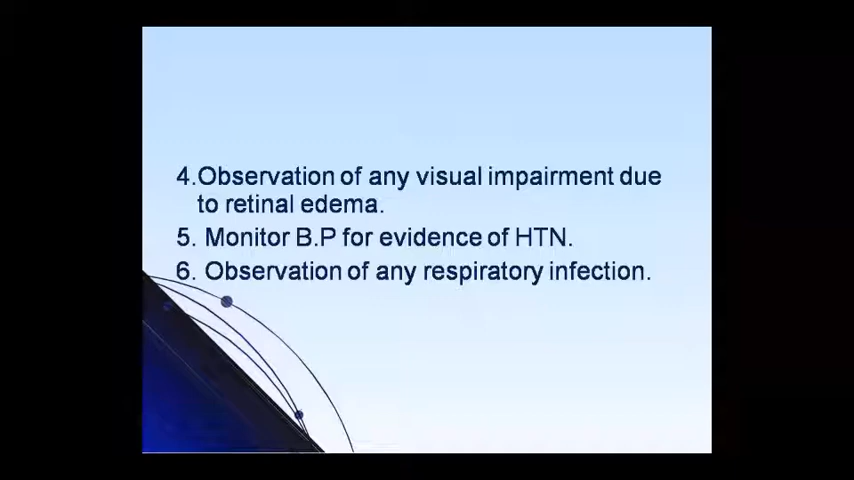 4.Observation of any visual impairment due
to retinal edema.
5. Monitor B.P for evidence of HTN.
6. Observation of any respiratory infection.